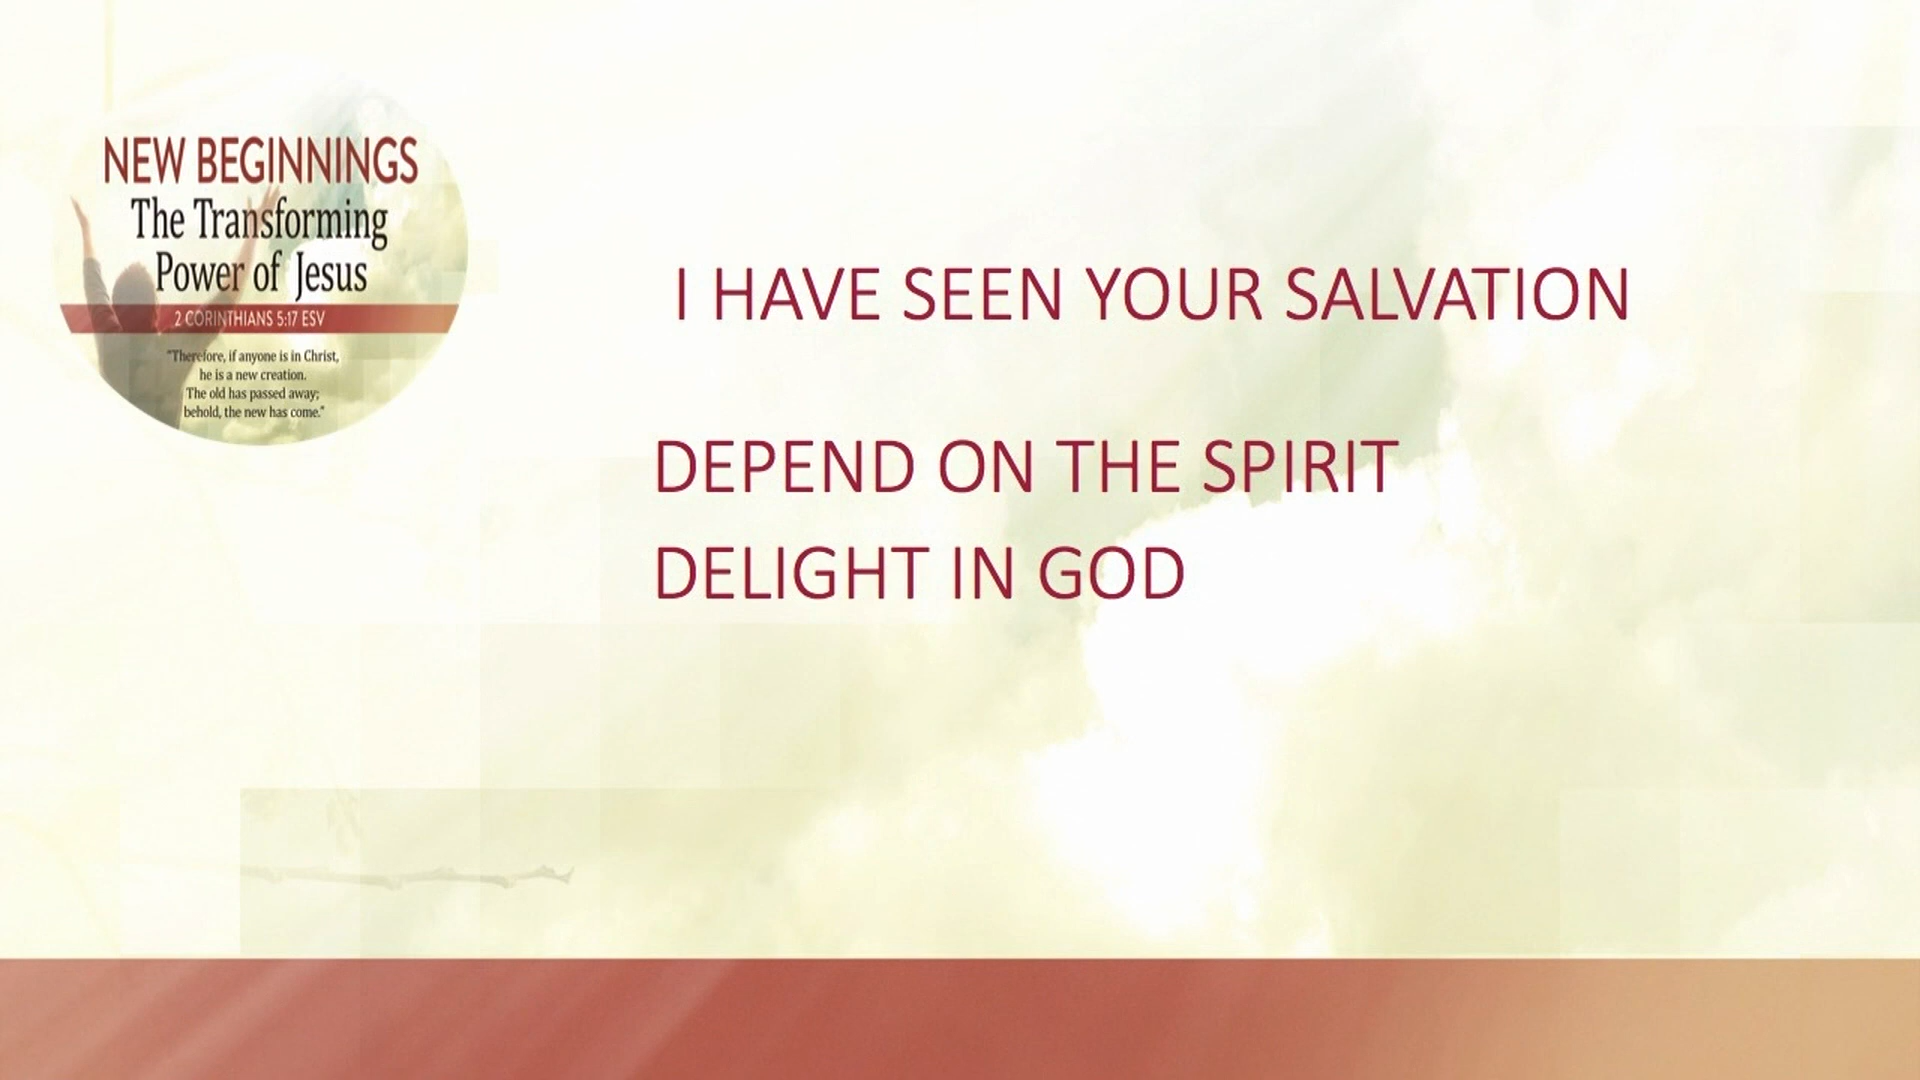 NEW BEGINNINGS
The Transforming
Power of Jesus
2 CORINTHIANS 5:17 ESV
"Therefore, if anyone is in Christ,
he is a new creation.
The old has passed away;
behold, the new has come."
I HAVE SEEN YOUR SALVATION
DEPEND ON THE SPIRIT
DELIGHT IN GOD